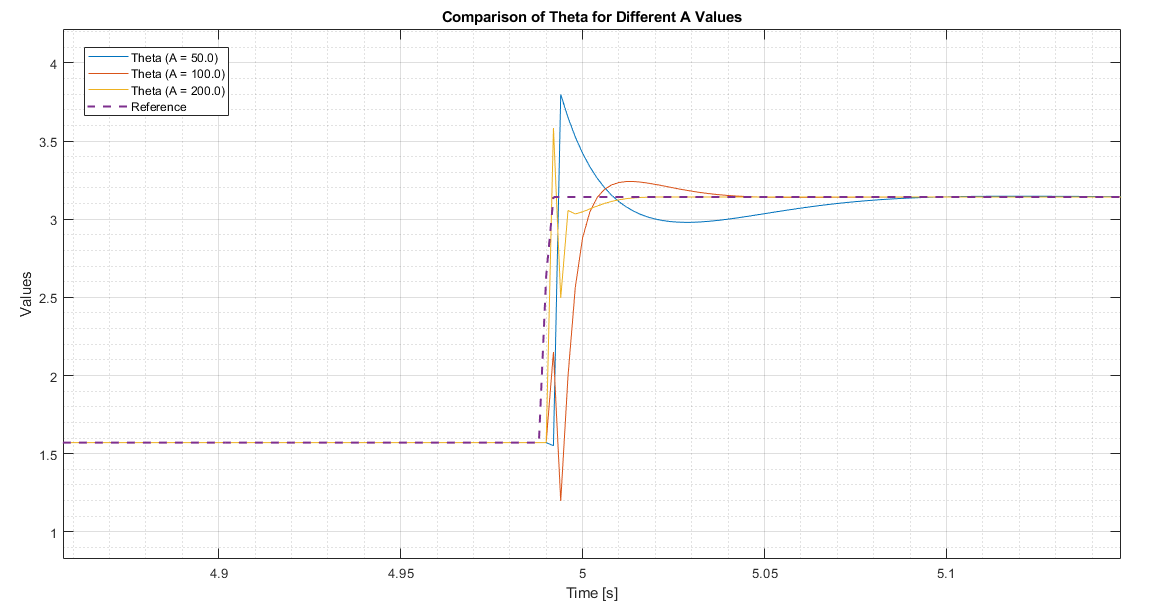 Comparison of Theta for Different A Values
Theta (A = 50.0)
Theta (A = 100.0)
Theta (A = 200.0)
Reference
4
3.5
3
2.5
2
1.5
1
Values
4.9
4.95
5
5.05
5.1
Time [s]